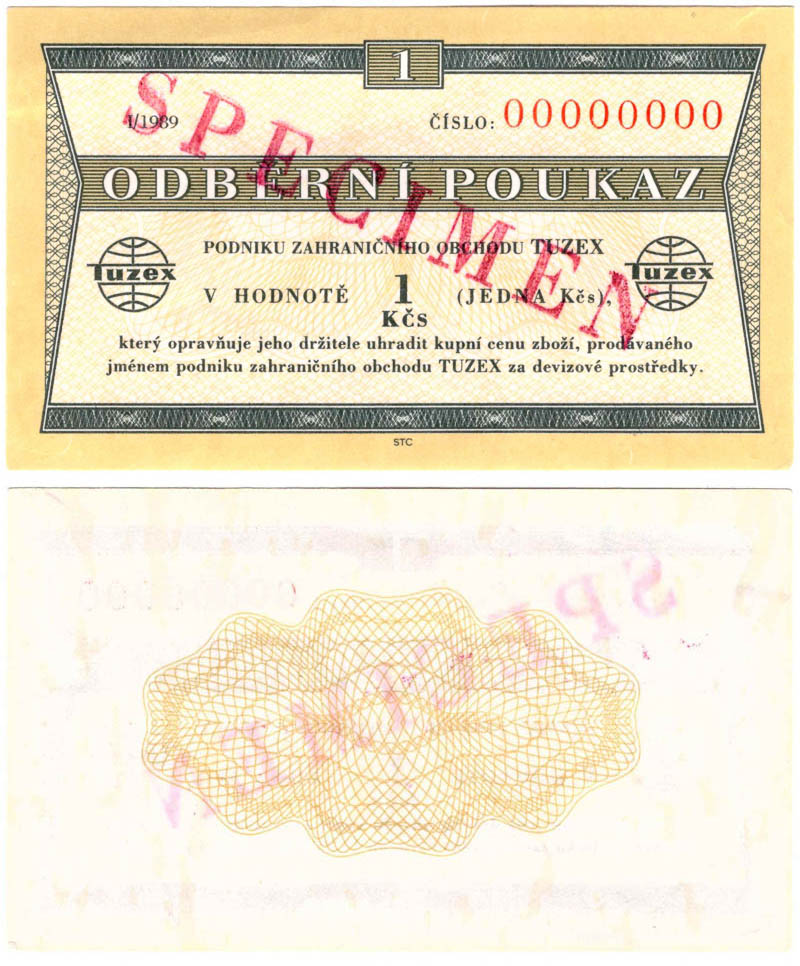 1
I/1989
ČÍSLO: 00000000
SPECIMEN
ODBĚRNÍ POUKAZ
PODNIKU ZAHRANIČNÍHO OBCHODU TUZEX
Tuzex
V HODNOTĚ 1 (JEDNA Kčs),
KČS
Tuzex
který opravňuje jeho držitele uhradit kupní cenu zboží, prodávaného
jménem podniku zahraničního obchodu TUZEX za devizové prostředky.
STC
SPECIMEN